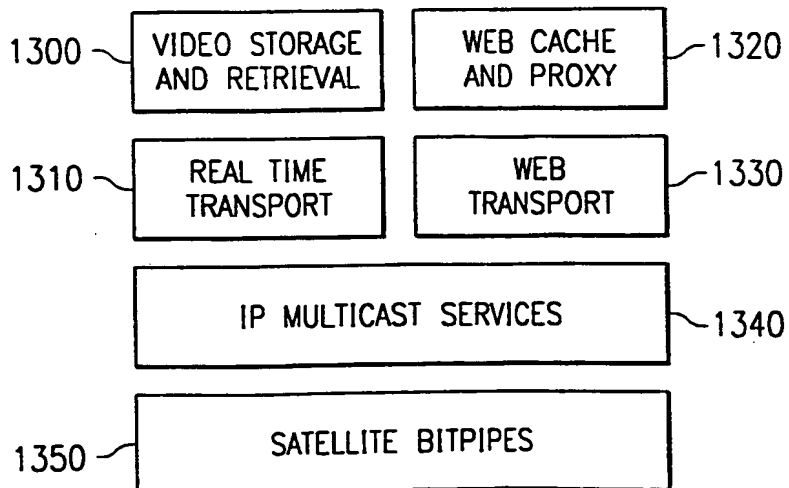 1300
VIDEO STORAGE
AND RETRIEVAL
WEB CACHE
AND PROXY
1320
1310
REAL TIME
TRANSPORT
WEB
TRANSPORT
1330
IP MULTICAST SERVICES
1340
SATELLITE BITPIPES
1350